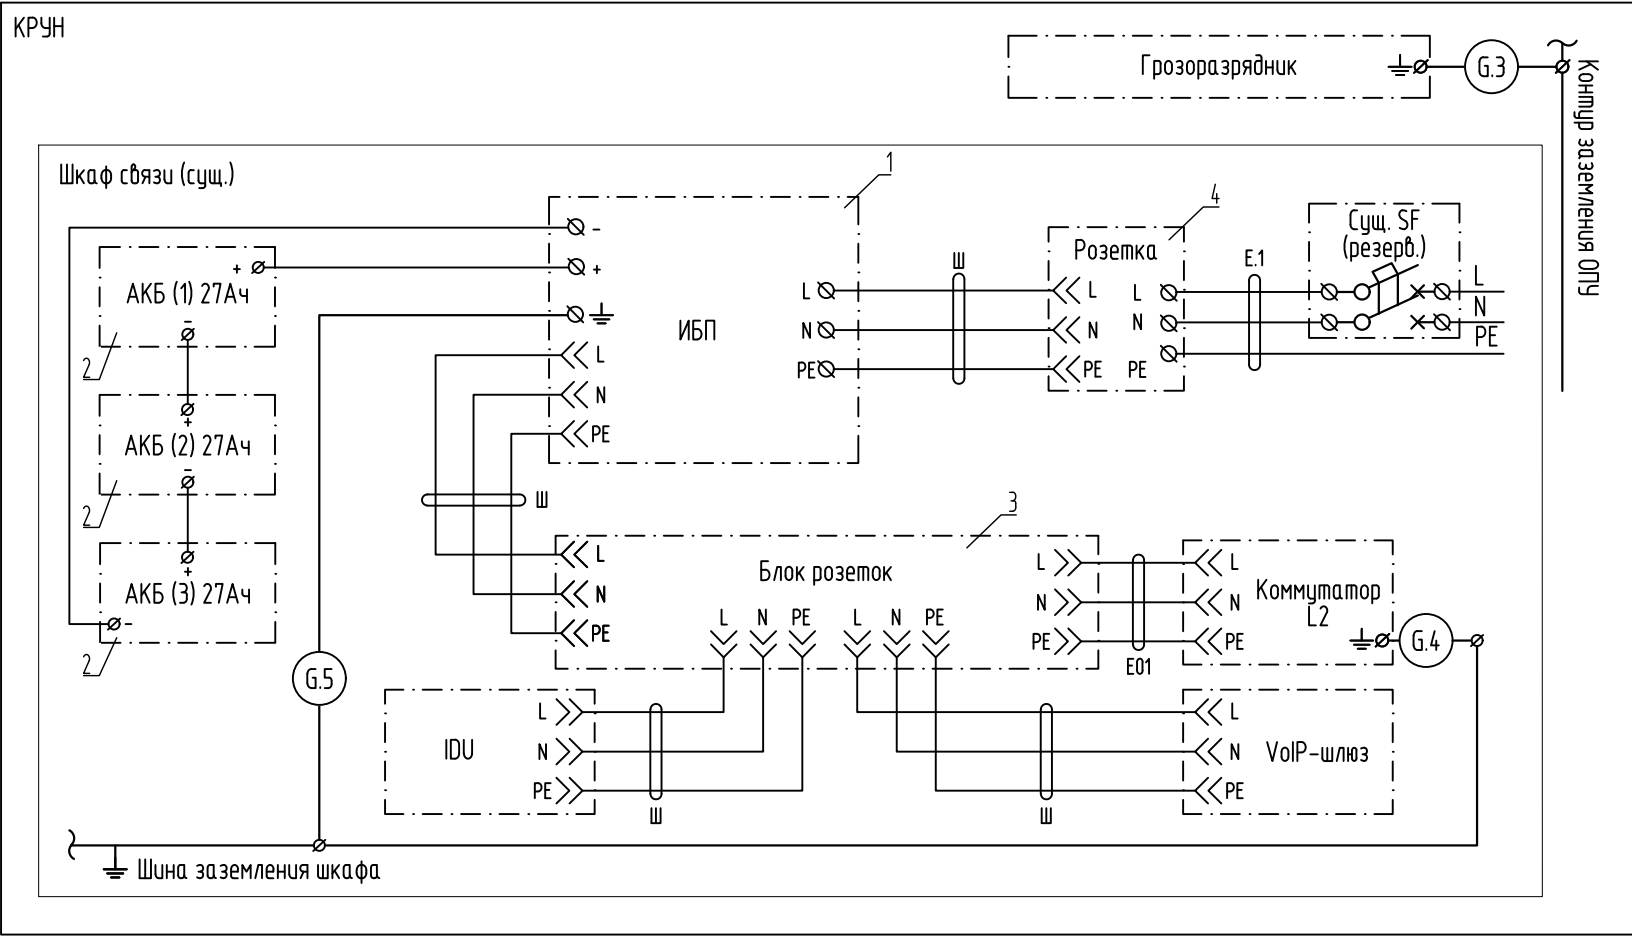 КРУН
Грозоразрядник
G.3
Контур заземления ОПУ
Шкаф связи (сущ.)
1
4
-
+
ИБП
L
N
PE
L
N
PE
Ш
Розетка
L
N
PE
L
N
PE
E.1
Сущ. SF
(резерв.)
L
N
PE
+
АКБ (1) 27Ач
-
2
+
АКБ (2) 27Ач
-
2
+
АКБ (3) 27Ач
-
2
Ш
3
L
N
PE
Блок розеток
L N PE L N PE
L
N
PE
E01
L
N
PE
Коммутатор
L2
G.4
G.5
IDU
L
N
PE
Ш
Ш
L
N
PE
VoIP-шлюз
Шина заземления шкафа